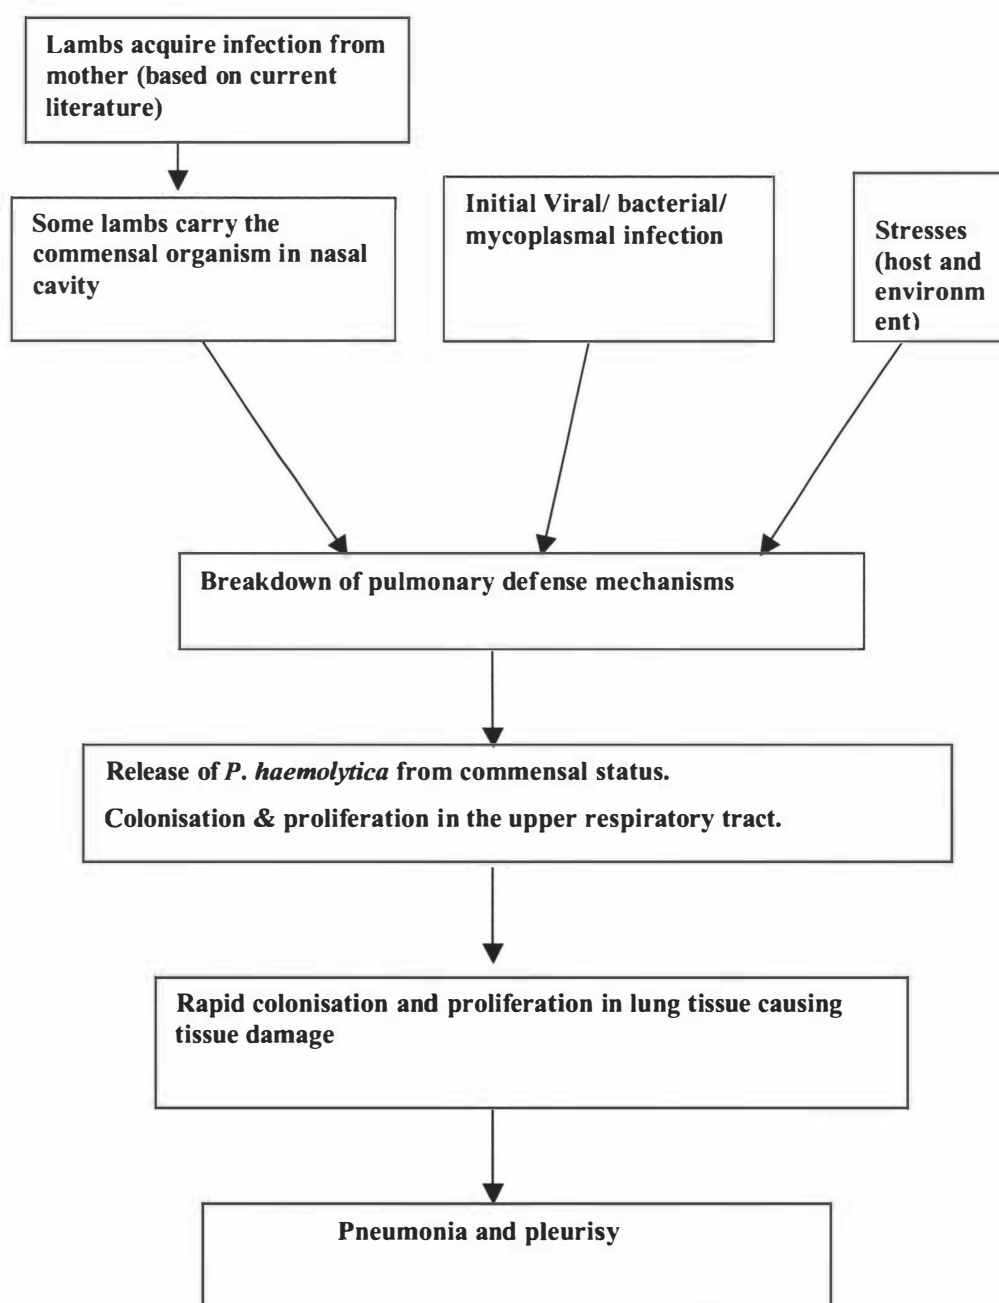 Lambs acquire infection from
mother (based on current
literature)
Some lambs carry the
commensal organism in nasal
cavity
Initial Viral/ bacterial/
mycoplasmal infection
Stresses
(host and
environm
ent)
Breakdown of pulmonary defense mechanisms
Release of P. haemolytica from commensal status.
Colonisation & proliferation in the upper respiratory tract.
Rapid colonisation and proliferation in lung tissue causing
tissue damage
Pneumonia and pleurisy